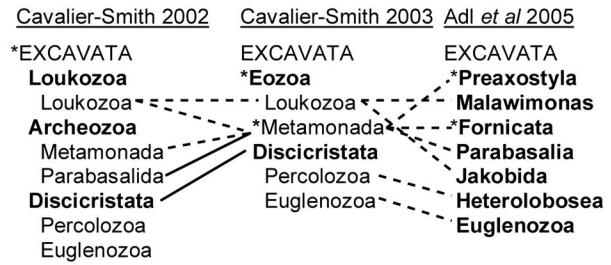 Cavalier-Smith 2002 Cavalier-Smith 2003 Adl et al 2005
*EXCAVATA EXCAVATA EXCAVATA
Loukozoa *Eozoa *Preaxostyla
Loukozoa Loukozoa Malawimonas
Archeozoa *Metamonada *Fornicata
Metamonada Discicristata Parabasalia
Parabasalida Percolozoa Jakobida
Discicristata Euglenozoa Heterolobosea
Percolozoa Euglenozoa
Euglenozoa